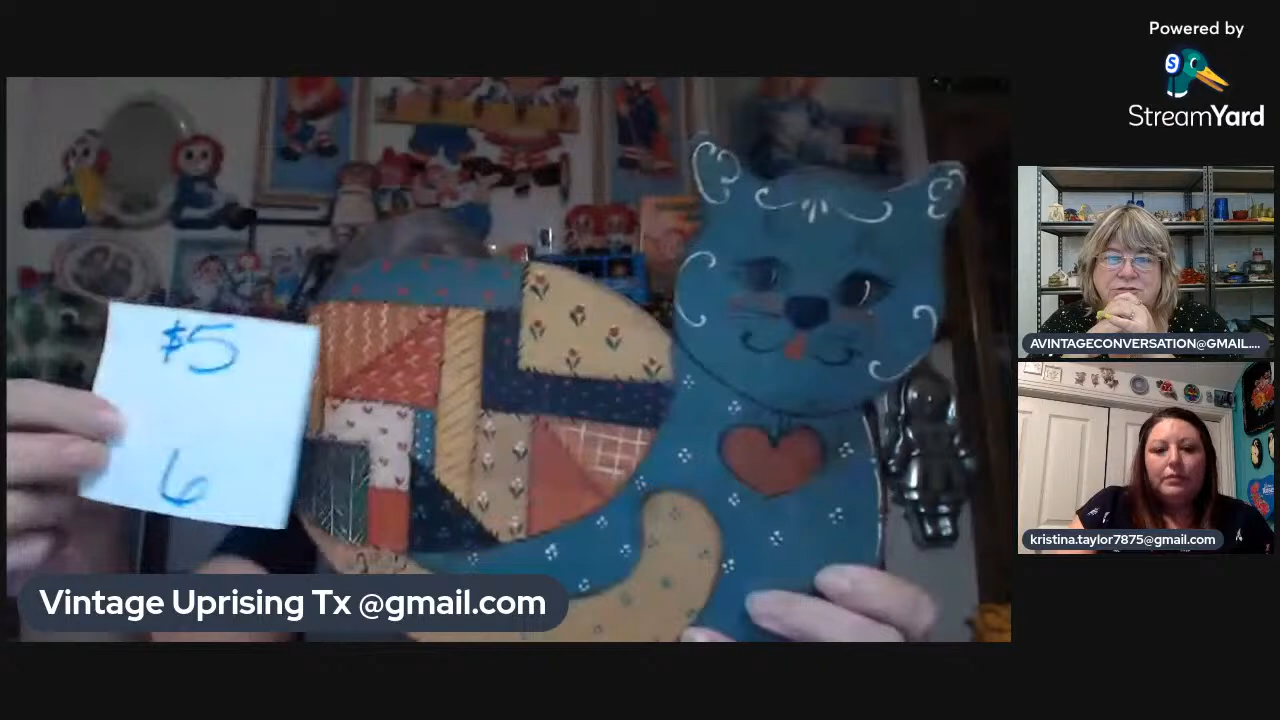 Powered by
S
StreamYard
$5
6
Vintage Uprising Tx @gmail.com
AVINTAGECONVERSATION@GMAIL....
kristina.taylor7875@gmail.com